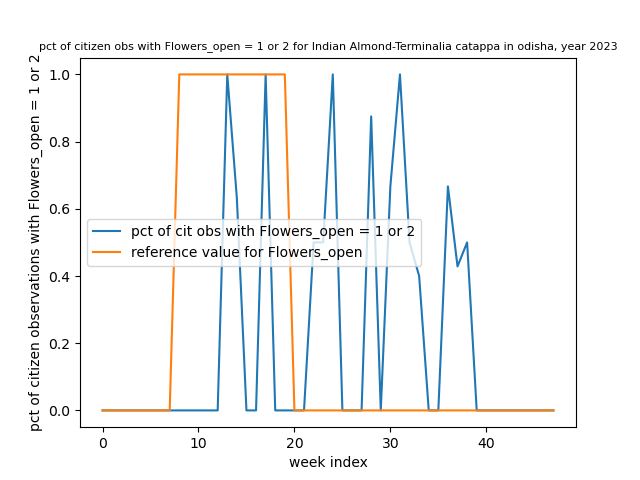 pct of citizen obs with Flowers_open = 1 or 2 for Indian Almond-Terminalia catappa in odisha, year 2023
pct of citizen observations with Flowers_open = 1 or 2
1.0
0.8
0.6
0.4
0.2
0.0
pct of cit obs with Flowers_open = 1 or 2
reference value for Flowers_open
0 10 20 30 40
week index